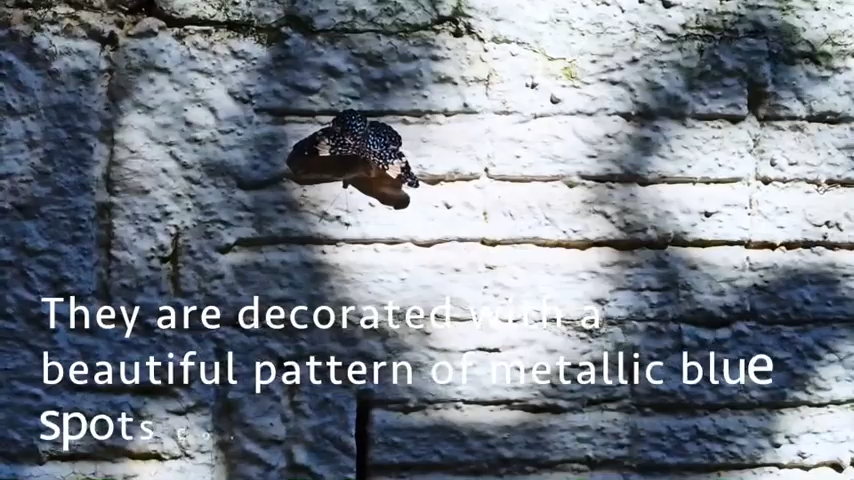 They are decorated with a
beautiful pattern of metallic blue
spots